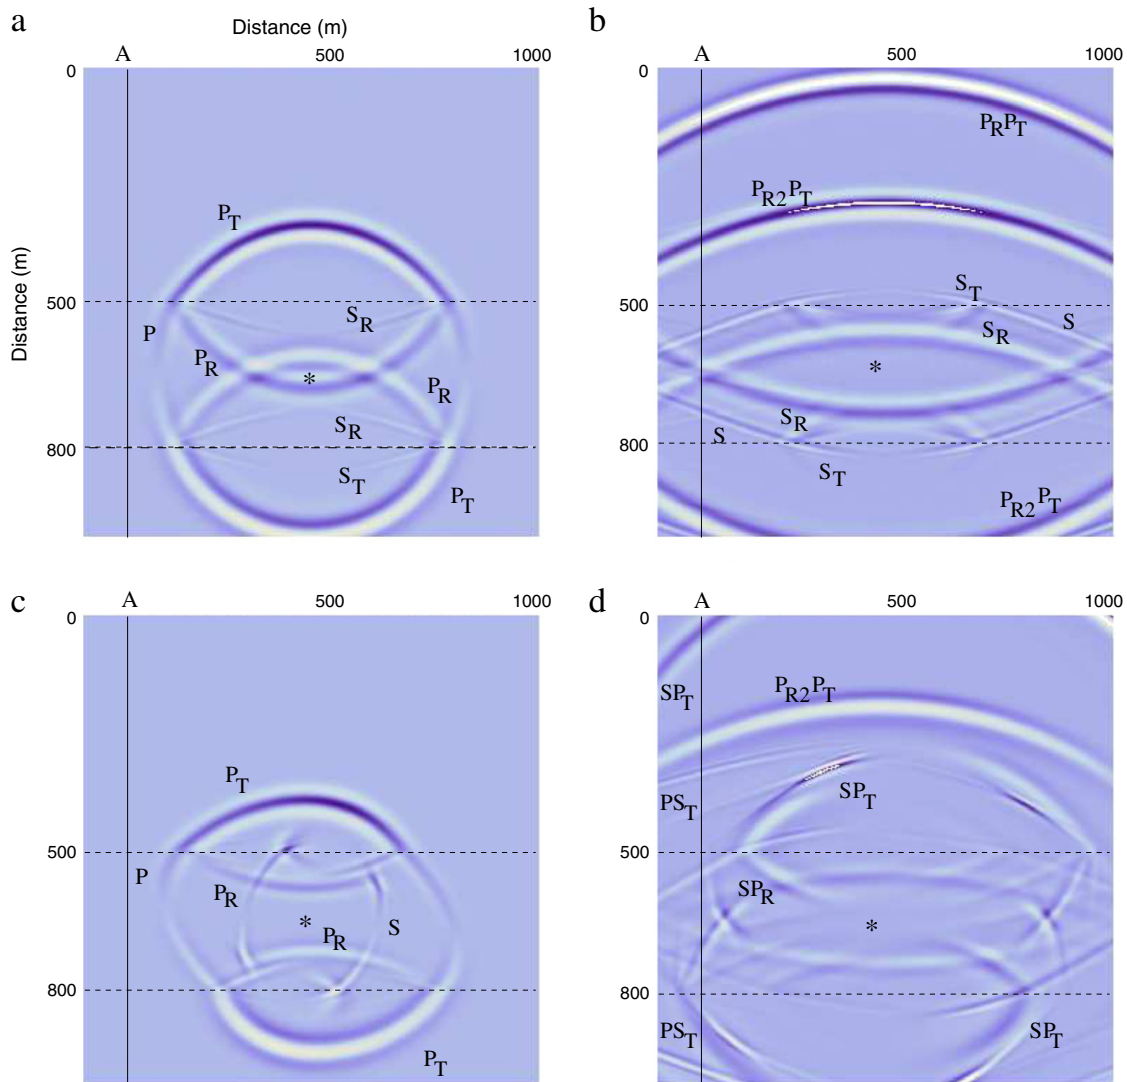 a
Distance (m)
A 500 1000
0
P_T
Distance (m)
500
P
S_R
P_R
*
P_R
S_R
800
S_T
P_T
b
A 500 1000
0
P_RP_T
P_R2P_T
S_T
500
S
S_R
*
S_R
S
800
S_T
P_R2P_T
c
A 500 1000
0
P_T
500
P
P_R
*
P_R
S
800
P_T
d
A 500 1000
0
SP_T
P_R2P_T
SP_T
PS_T
500
SP_R
*
800
PS_T
SP_T